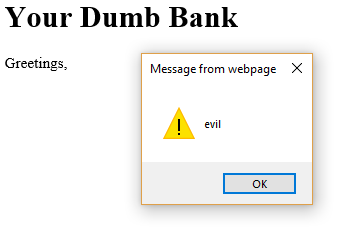 Your Dumb Bank
Greetings,
Message from webpage
evil
OK